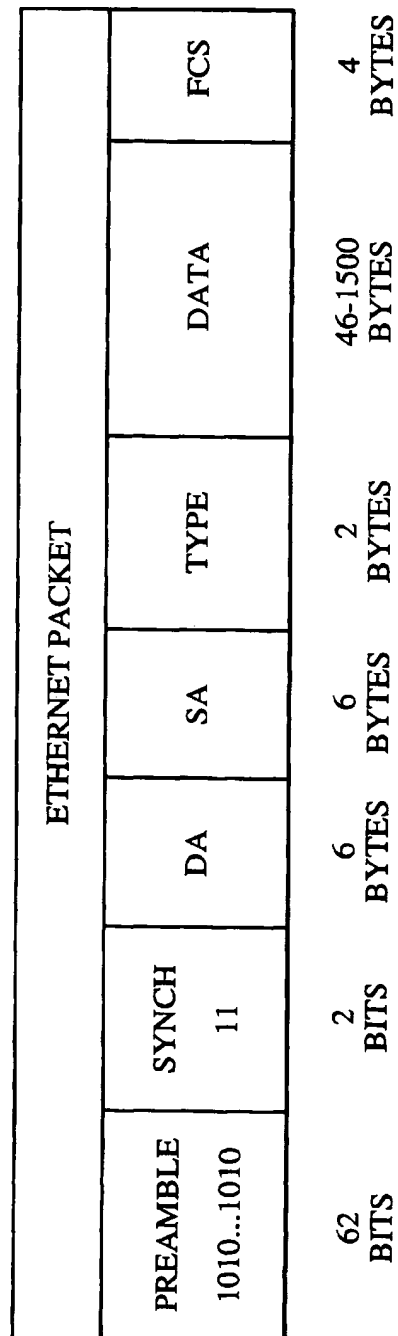 ETHERNET PACKET
PREAMBLE
1010...1010
SYNCH
11
DA
SA
TYPE
DATA
FCS
62
BITS
2
BITS
6
BYTES
6
BYTES
2
BYTES
46-1500
BYTES
4
BYTES